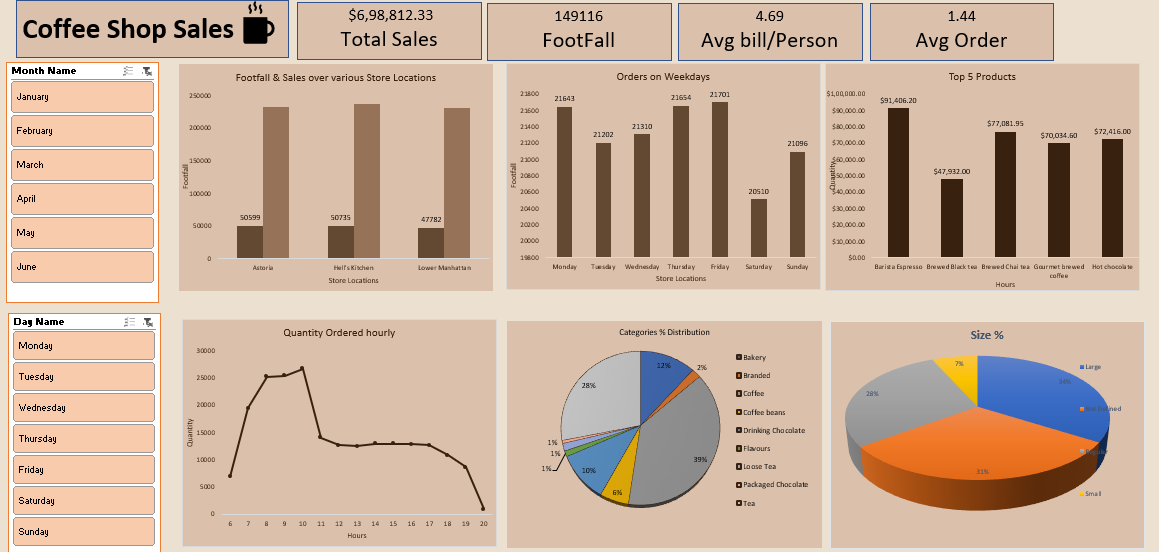 Coffee Shop Sales
$6,98,812.33
Total Sales
149116
FootFall
4.69
Avg bill/Person
1.44
Avg Order
Month Name
January
February
March
April
May
June
Footfall & Sales over various Store Locations
250000
200000
150000
100000
50000
0
Footfall
50599
50735
47782
Astoria
Hell's Kitchen
Lower Manhattan
Store Locations
Orders on Weekdays
21800
21600
21400
21200
21000
20800
20600
20400
20200
20000
19800
Footfall
21643
21202
21310
21654
21701
20510
21096
Monday
Tuesday
Wednesday
Thursday
Friday
Saturday
Sunday
Store Locations
Top 5 Products
$1,00,000.00
$90,000.00
$80,000.00
$70,000.00
$60,000.00
$50,000.00
$40,000.00
$30,000.00
$20,000.00
$10,000.00
$0.00
Quantity
$91,406.20
$47,932.00
$77,081.95
$70,034.60
$72,416.00
Barista Espresso
Brewed Black tea
Brewed Chai tea
Gourmet brewed
coffee
Hot chocolate
Hours
Day Name
Monday
Tuesday
Wednesday
Thursday
Friday
Saturday
Sunday
Quantity Ordered hourly
30000
25000
20000
15000
10000
5000
0
Quantity
6 7 8 9 10 11 12 13 14 15 16 17 18 19 20
Hours
Categories % Distribution
12%
2%
39%
6%
10%
1%
1%
1%
28%
Bakery
Branded
Coffee
Coffee beans
Drinking Chocolate
Flavours
Loose Tea
Packaged Chocolate
Tea
Size %
34%
31%
28%
7%
Large
Small